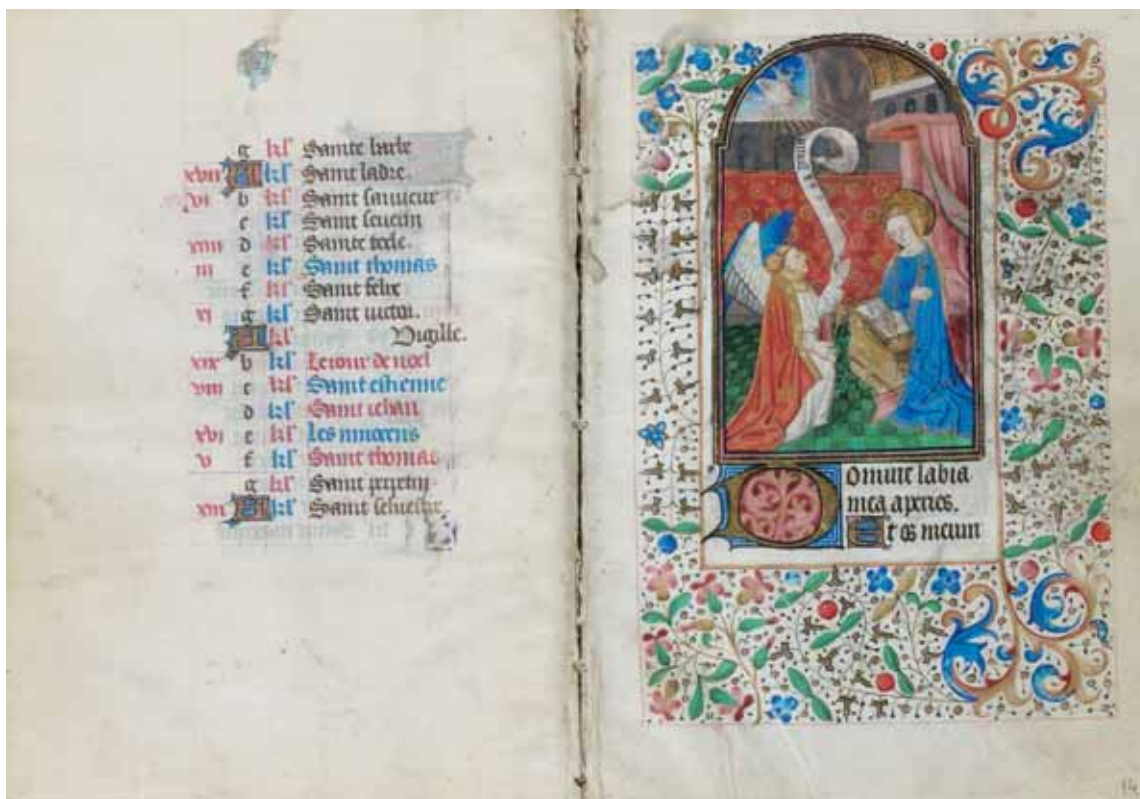 g kl' Sainte barbe
xvii A kl' Saint ladre.
vi b kl' Saint sauueur
c kl' Saint seuerin
xiiii d kl' Sainte tecle.
iii e kl' Saint thomas
f kl' Saint felix
xi g kl' Saint uictor.
A kl' Vigille.
xix b kl' Le iour de noel
viii c kl' Saint estienne
d kl' Saint iehan
xvi e kl' Les innocens
v f kl' Saint thomas
g kl' Saint
xiii A kl' Saint seluestre
Domine labia
mea aperies.
Et os meum
14